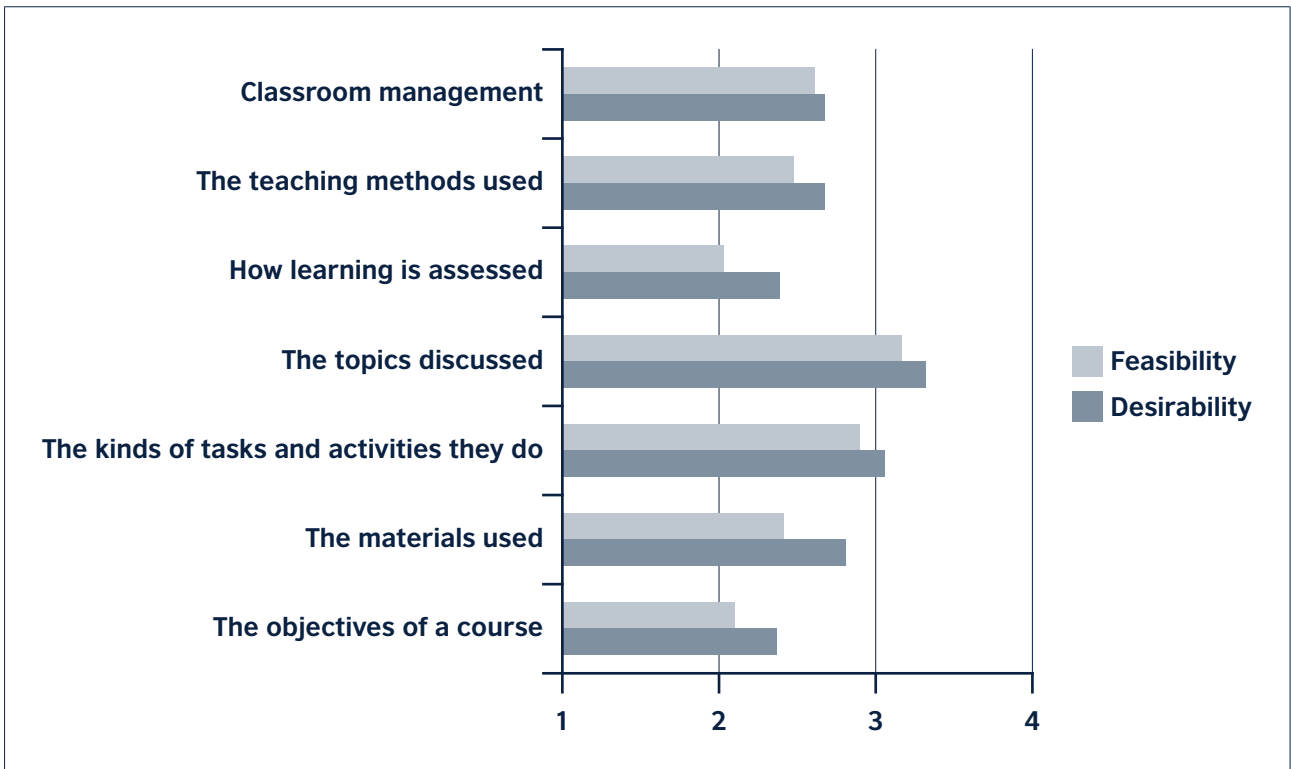 Classroom management
The teaching methods used
How learning is assessed
The topics discussed
The kinds of tasks and activities they do
The materials used
The objectives of a course
1 2 3 4
Feasibility
Desirability